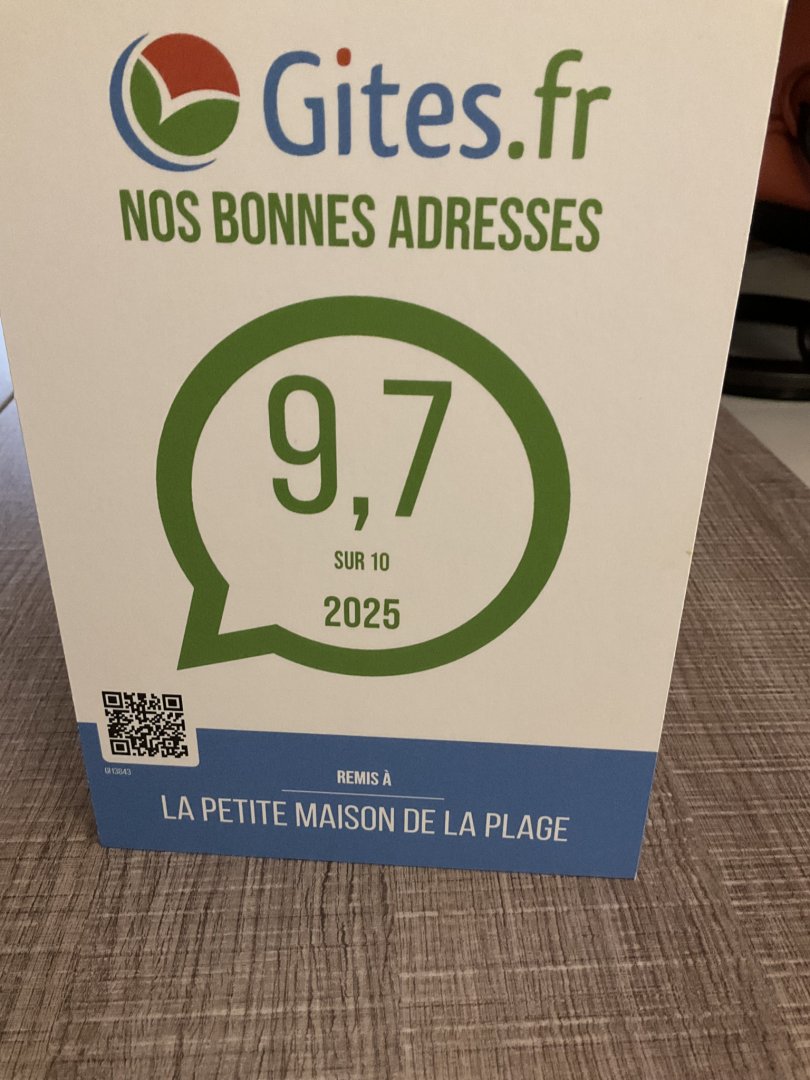 Gites.fr
NOS BONNES ADRESSES
9,7
SUR 10
2025
REMIS À
LA PETITE MAISON DE LA PLAGE